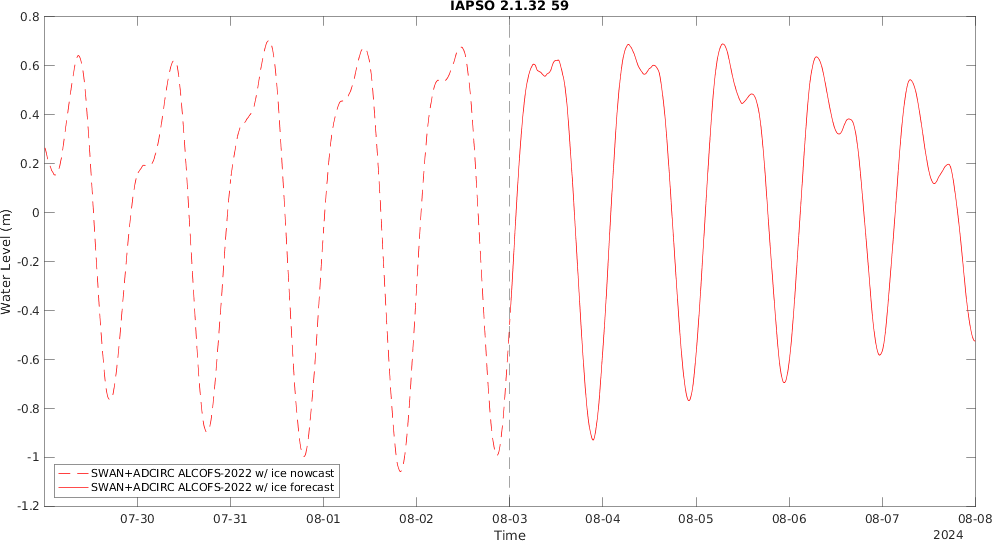 IAPSO 2.1.32 59
0.8
0.6
0.4
0.2
0
-0.2
-0.4
-0.6
-0.8
-1
-1.2
Water Level (m)
SWAN+ADCIRC ALCOFS-2022 w/ ice nowcast
SWAN+ADCIRC ALCOFS-2022 w/ ice forecast
07-30 07-31 08-01 08-02 08-03 08-04 08-05 08-06 08-07 08-08
Time
2024